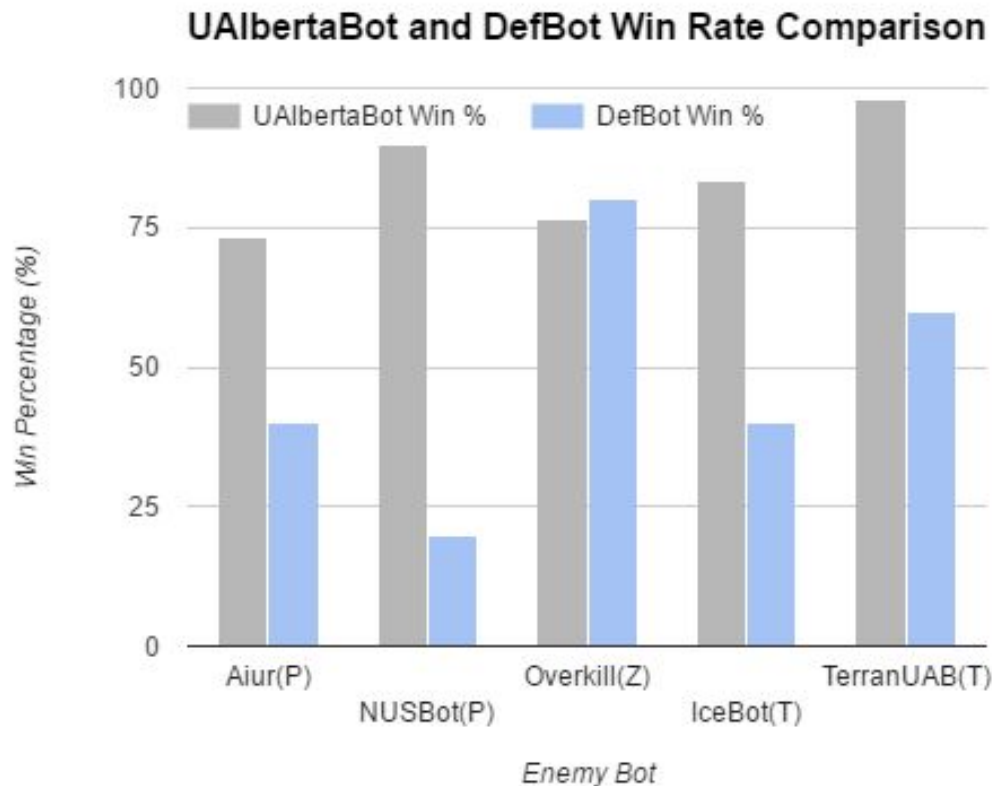 UAlbertaBot and DefBot Win Rate Comparison
100
UAlbertaBot Win %
DefBot Win %
75
Win Percentage (%)
50
25
0
Aiur(P)
NUSBot(P)
Overkill(Z)
IceBot(T)
TerranUAB(T)
Enemy Bot